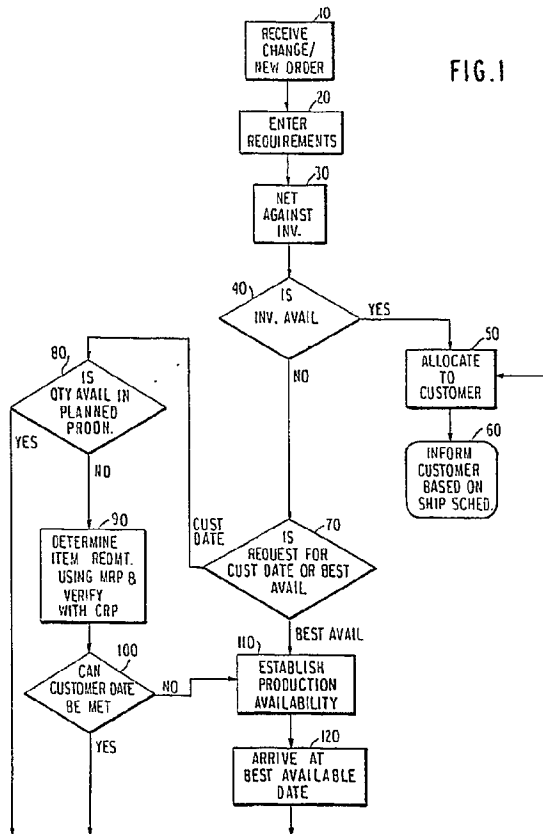 FIG.1
10
RECEIVE
CHANGE/
NEW ORDER
20
ENTER
REQUIREMENTS
30
NET
AGAINST
INV.
40
IS
INV. AVAIL
YES
NO
50
ALLOCATE
TO
CUSTOMER
60
INFORM
CUSTOMER
BASED ON
SHIP SCHED.
80
IS
QTY AVAIL IN
PLANNED
PRODN.
YES
NO
90
DETERMINE
ITEM REQMT.
USING MRP &
VERIFY
WITH CRP
CUST
DATE
70
IS
REQUEST FOR
CUST DATE OR BEST
AVAIL
BEST AVAIL
100
CAN
CUSTOMER DATE
BE MET
NO
YES
110
ESTABLISH
PRODUCTION
AVAILABILITY
120
ARRIVE AT
BEST AVAILABLE
DATE